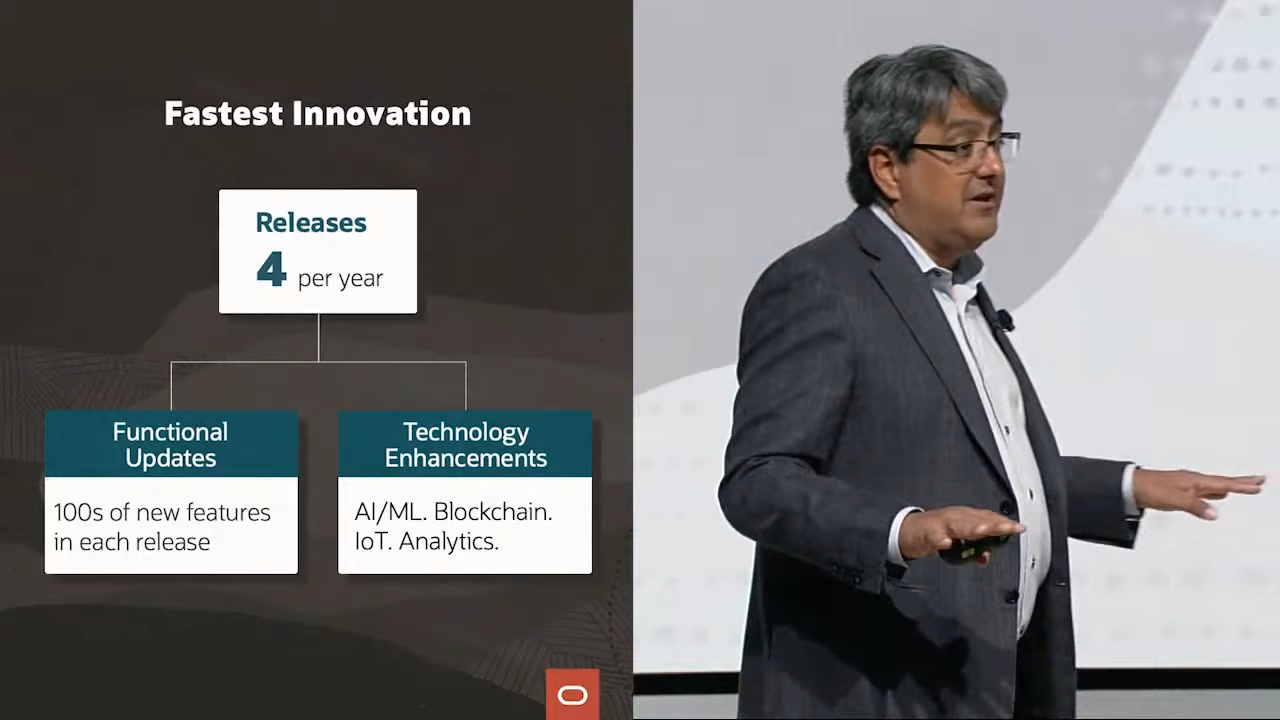 Fastest Innovation
Releases
4 per year
Functional
Updates
100s of new features
in each release
Technology
Enhancements
AI/ML. Blockchain.
IoT. Analytics.